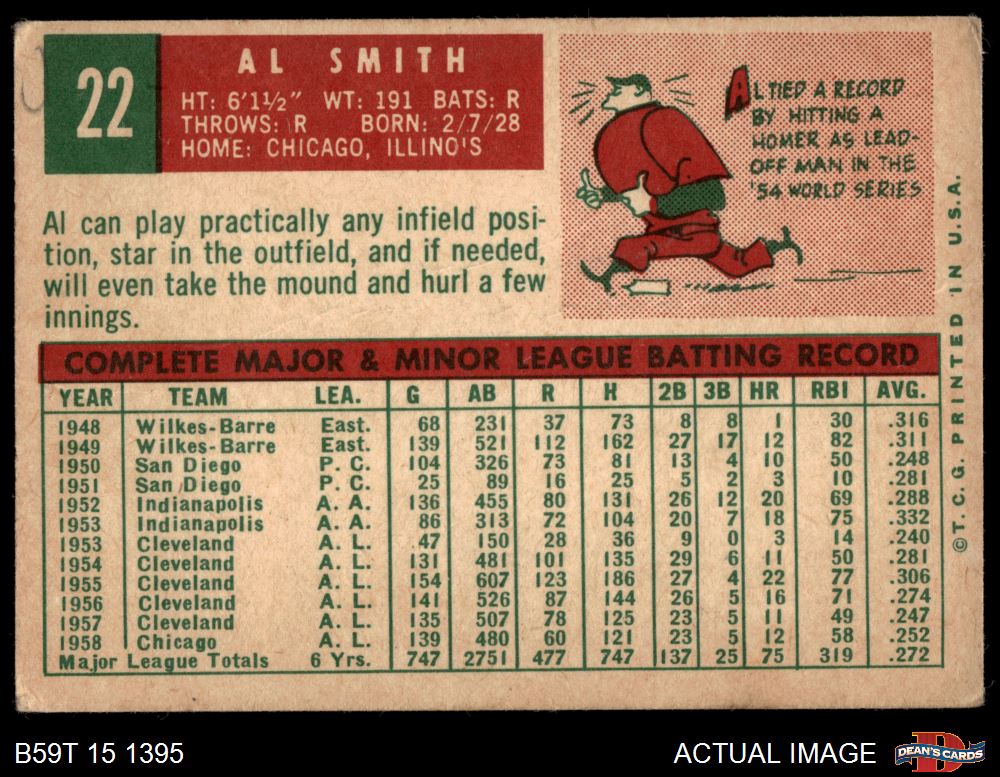 22
AL SMITH
HT: 6'1½" WT: 191 BATS: R
THROWS: R BORN: 2/7/28
HOME: CHICAGO, ILLINOIS
AL TIED A RECORD
BY HITTING A
HOMER AS LEAD-
OFF MAN IN THE
'54 WORLD SERIES
Al can play practically any infield posi-
tion, star in the outfield, and if needed,
will even take the mound and hurl a few
innings.
COMPLETE MAJOR & MINOR LEAGUE BATTING RECORD
YEAR TEAM LEA. G AB R H 2B 3B HR RBI AVG.
1948 Wilkes-Barre East. 68 231 37 73 8 8 1 30 .316
1949 Wilkes-Barre East. 139 521 112 162 27 17 12 82 .311
1950 San Diego P. C. 104 326 73 81 13 4 10 50 .248
1951 San Diego P. C. 25 89 16 25 5 2 3 10 .281
1952 Indianapolis A. A. 136 455 80 131 26 12 20 69 .288
1953 Indianapolis A. A. 86 313 72 104 20 7 18 75 .332
1953 Cleveland A. L. 47 150 28 36 9 0 3 14 .240
1954 Cleveland A. L. 131 481 101 135 29 6 11 50 .281
1955 Cleveland A. L. 154 607 123 186 27 4 22 77 .306
1956 Cleveland A. L. 141 526 87 144 26 5 16 71 .274
1957 Cleveland A. L. 135 507 78 125 23 5 11 49 .247
1958 Chicago A. L. 139 480 60 121 23 5 12 58 .252
Major League Totals 6 Yrs. 747 2751 477 747 137 25 75 319 .272
©T. C. G. PRINTED IN U.S.A.
B59T 15 1395
ACTUAL IMAGE
DEAN'S CARDS